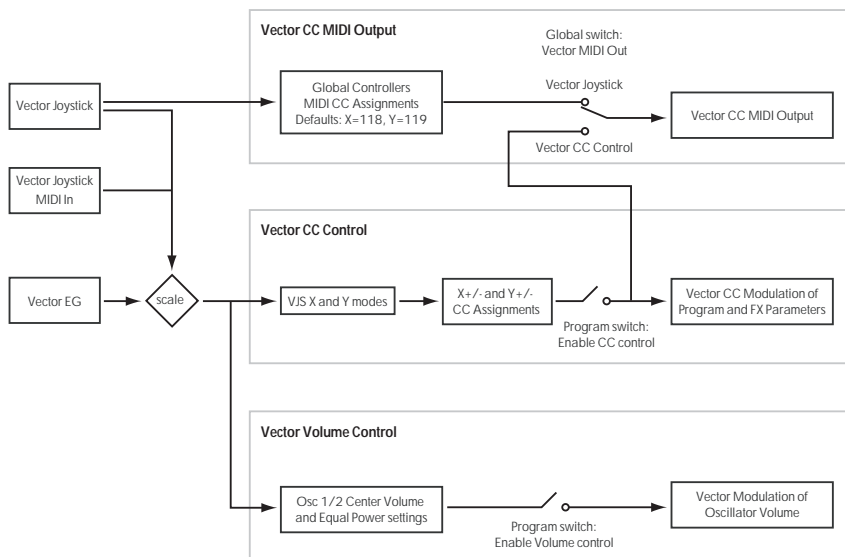 Vector CC MIDI Output
Global switch:
Vector MIDI Out
Vector Joystick
Global Controllers
MIDI CC Assignments
Defaults: X=118, Y=119
Vector Joystick
Vector CC MIDI Output
Vector CC Control
Vector Joystick
MIDI In
Vector CC Control
Vector EG
scale
VJS X and Y modes
X+/- and Y+/-
CC Assignments
Program switch:
Enable CC control
Vector CC Modulation of
Program and FX Parameters
Vector Volume Control
Osc 1/2 Center Volume
and Equal Power settings
Program switch:
Enable Volume control
Vector Modulation of
Oscillator Volume